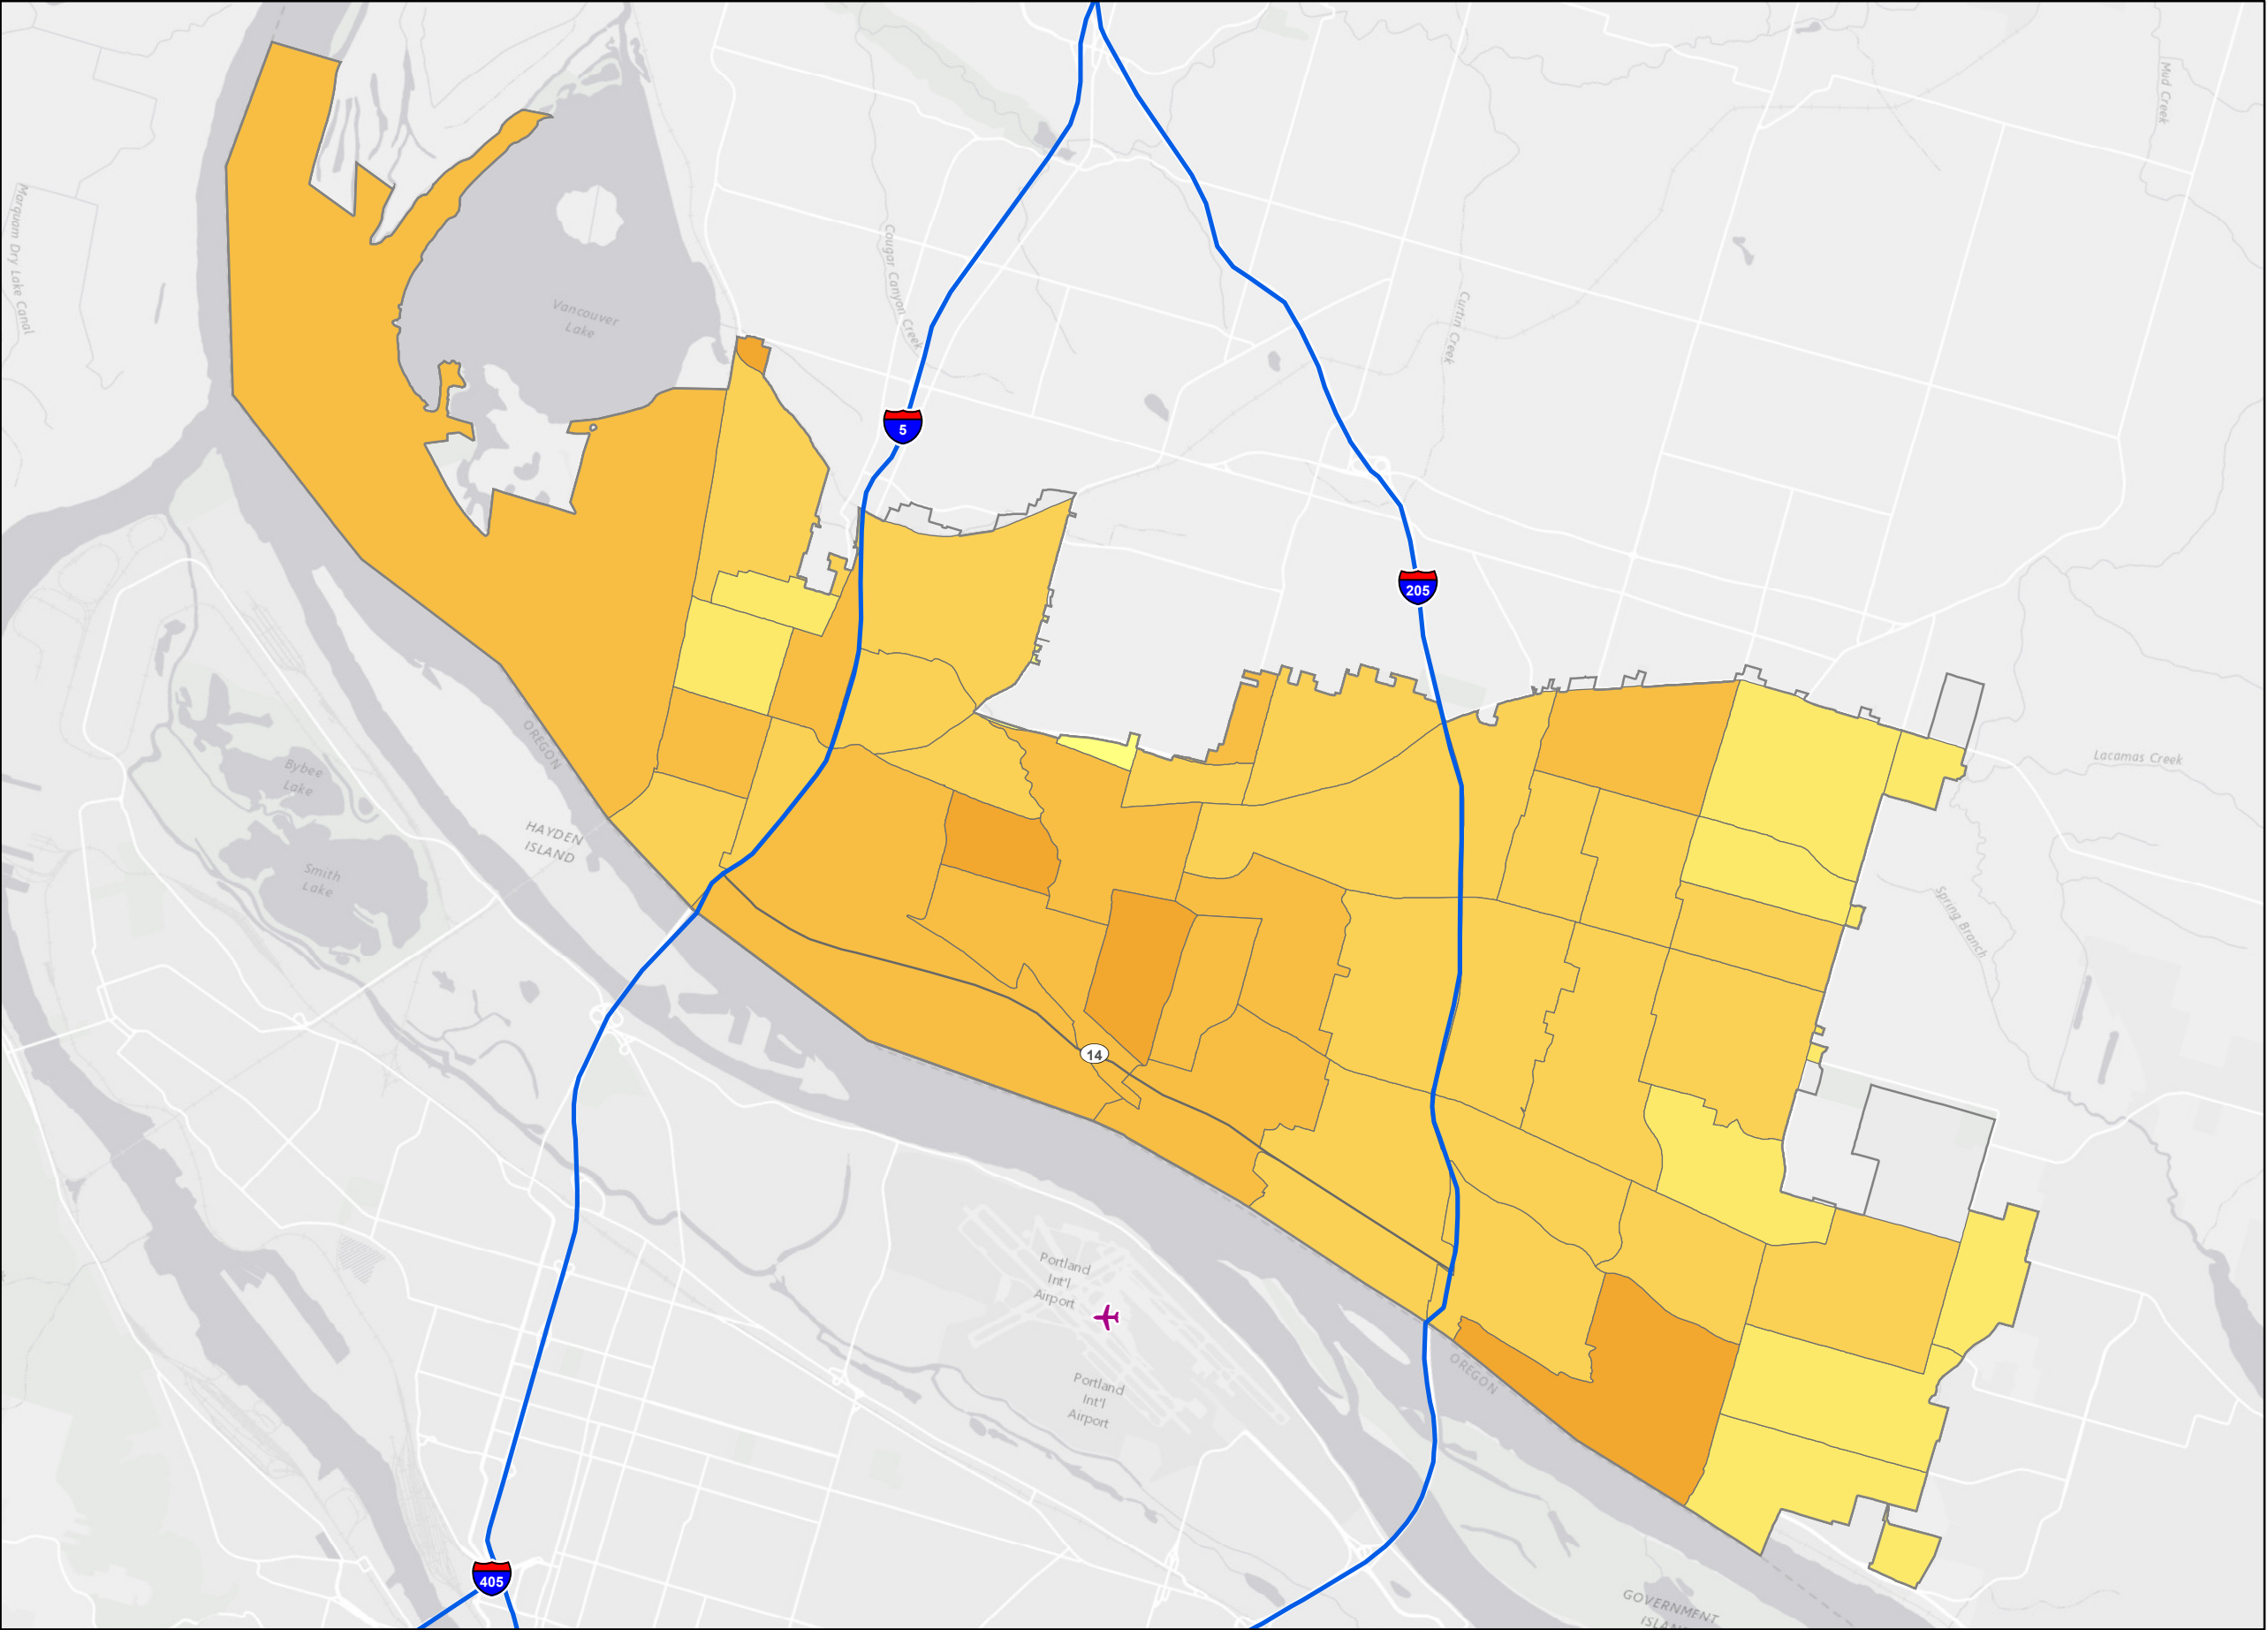 Mud Creek
Marquam Dry Lake Canal
Cougar Canyon Creek
Curtin Creek
Vancouver
Lake
5
205
OREGON
Lacamas Creek
Bybee
Lake
HAYDEN
ISLAND
Smith
Lake
Spring Branch
14
Portland
Int'l
Airport
OREGON
Portland
Int'l
Airport
405
GOVERNMENT
ISLAND